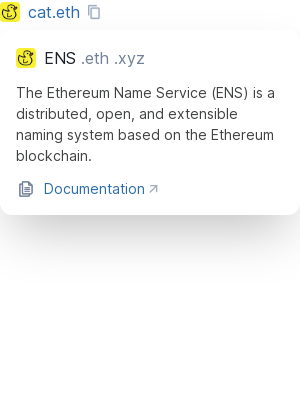 cat.eth
ENS .eth .xyz
The Ethereum Name Service (ENS) is a
distributed, open, and extensible
naming system based on the Ethereum
blockchain.
Documentation